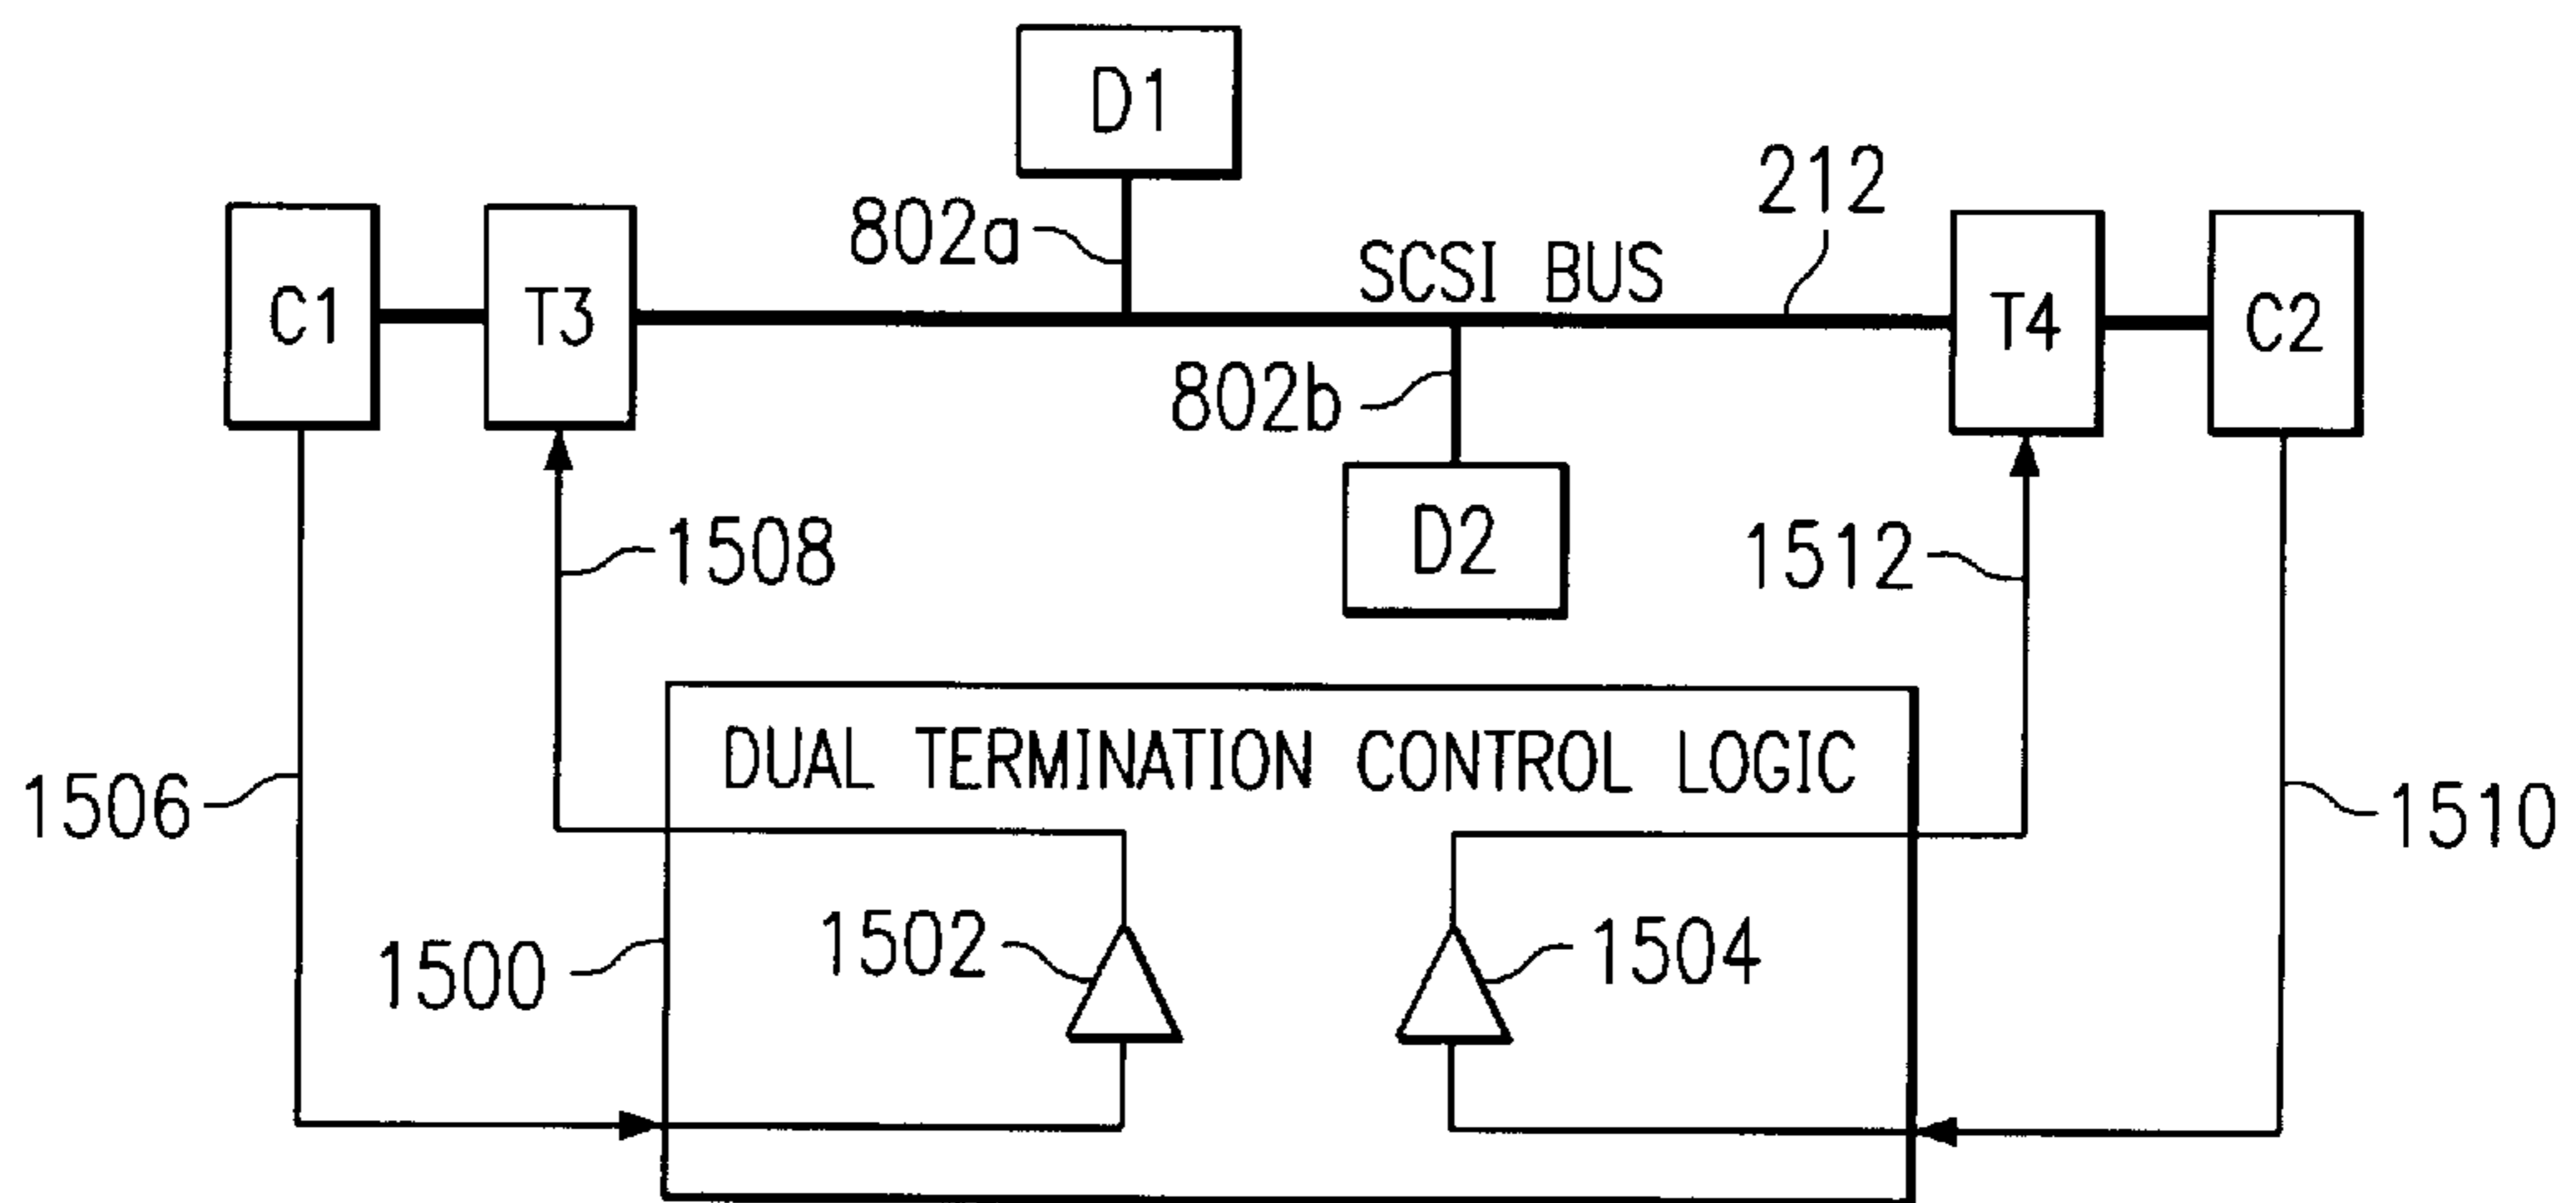 D1
802a
212
SCSI BUS
C1
T3
T4
C2
802b
D2
1508
1512
DUAL TERMINATION CONTROL LOGIC
1506
1510
1502
1504
1500